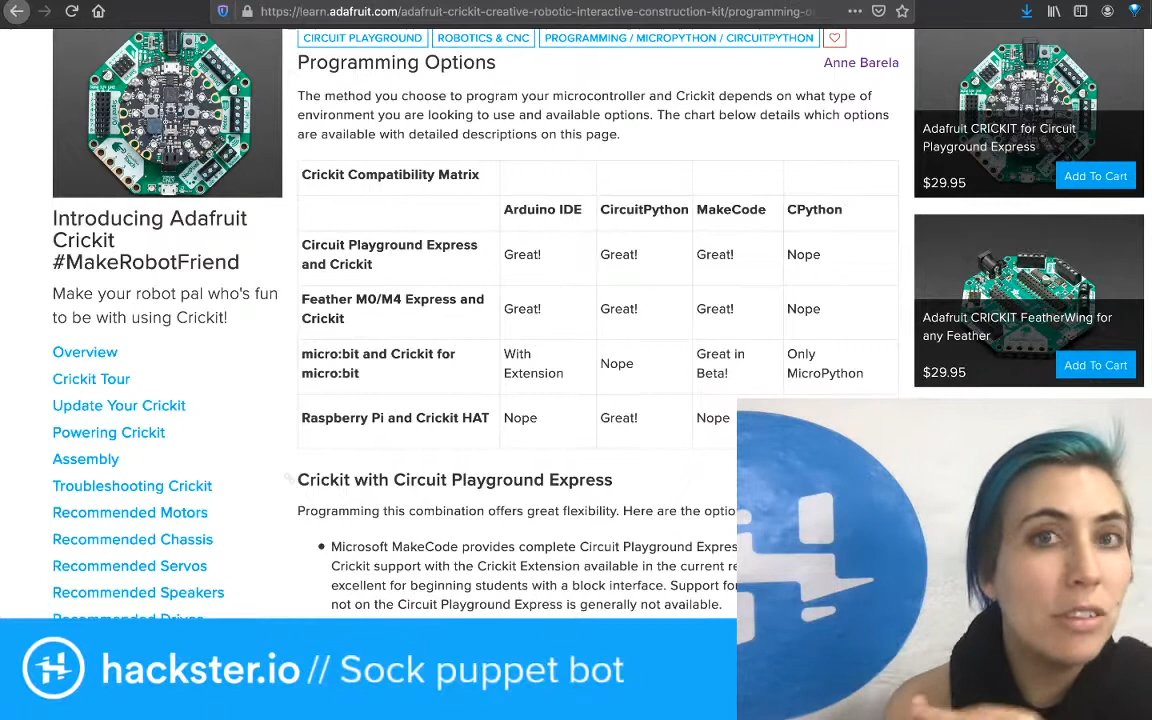 https://learn.adafruit.com/adafruit-crickit-creative-robotic-interactive-construction-kit/programming-o
CIRCUIT PLAYGROUND
ROBOTICS & CNC
PROGRAMMING / MICROPYTHON / CIRCUITPYTHON
Programming Options
Anne Barela
The method you choose to program your microcontroller and Crickit depends on what type of
environment you are looking to use and available options. The chart below details which options
are available with detailed descriptions on this page.
Crickit Compatibility Matrix
Arduino IDE CircuitPython MakeCode CPython
Circuit Playground Express
and Crickit
Great! Great! Great! Nope
Feather M0/M4 Express and
Crickit
Great! Great! Great! Nope
micro:bit and Crickit for
micro:bit
With
Extension
Nope
Great in
Beta!
Only
MicroPython
Raspberry Pi and Crickit HAT
Nope Great! Nope
Crickit with Circuit Playground Express
Programming this combination offers great flexibility. Here are the optio
• Microsoft MakeCode provides complete Circuit Playground Expres
Crickit support with the Crickit Extension available in the current re
excellent for beginning students with a block interface. Support fo
not on the Circuit Playground Express is generally not available.
Introducing Adafruit
Crickit
#MakeRobotFriend
Make your robot pal who's fun
to be with using Crickit!
Overview
Crickit Tour
Update Your Crickit
Powering Crickit
Assembly
Troubleshooting Crickit
Recommended Motors
Recommended Chassis
Recommended Servos
Recommended Speakers
Recommended Drives
Adafruit CRICKIT for Circuit
Playground Express
$29.95
Add To Cart
Adafruit CRICKIT FeatherWing for
any Feather
$29.95
Add To Cart
hackster.io // Sock puppet bot